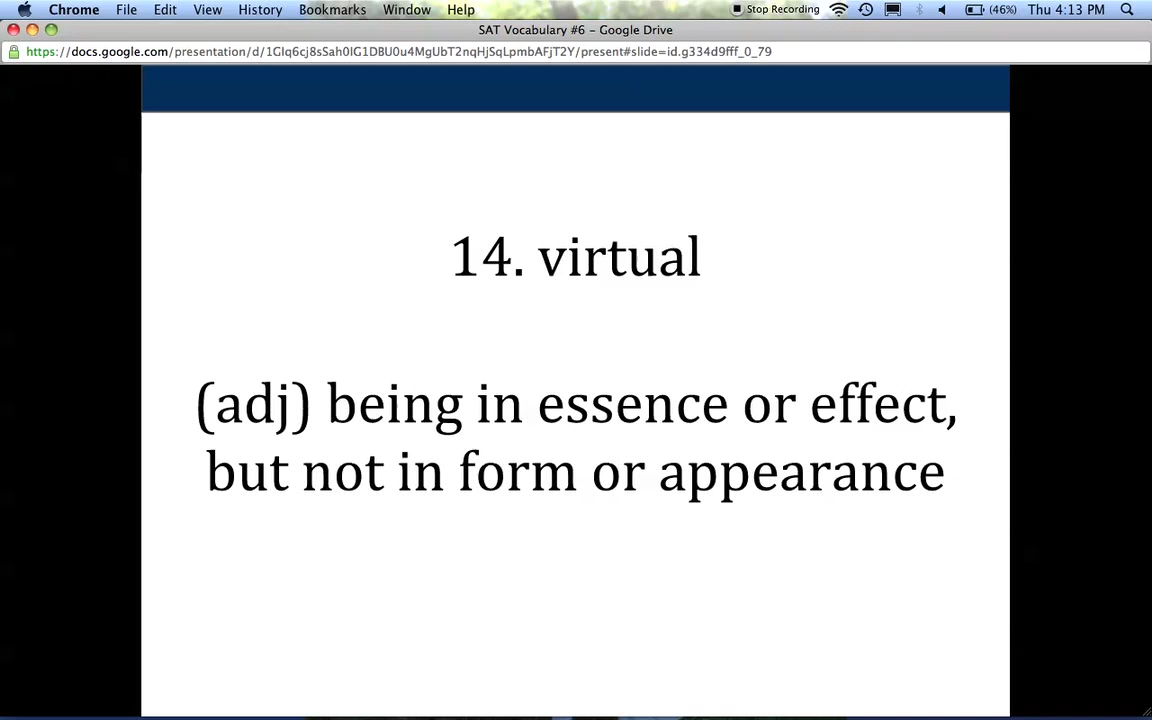 Chrome File Edit View History Bookmarks Window Help Stop Recording (46%) Thu 4:13 PM
SAT Vocabulary #6 – Google Drive
https://docs.google.com/presentation/d/1GIq6cj8sSah0IG1DBU0u4MgUbT2nqHjSqLpmbAFjT2Y/present#slide=id.g334d9fff_0_79
14. virtual
(adj) being in essence or effect,
but not in form or appearance